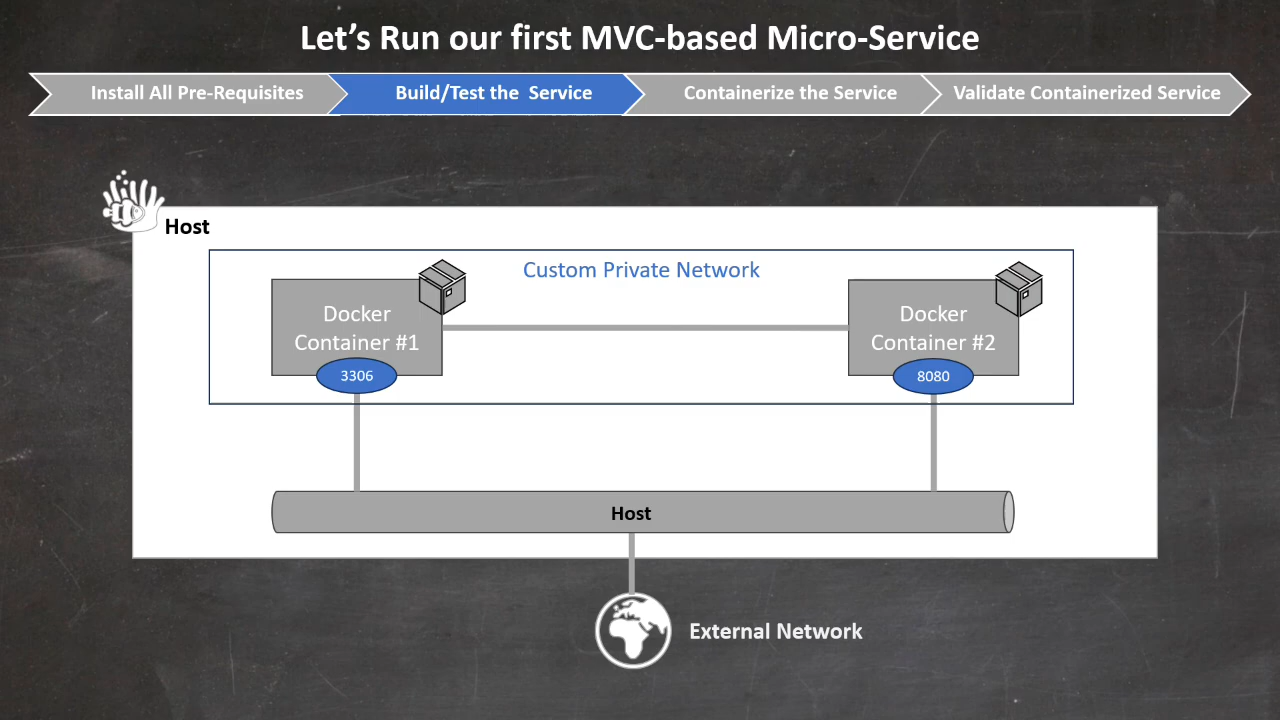 Let's Run our first MVC-based Micro-Service
Install All Pre-Requisites
Build/Test the Service
Containerize the Service
Validate Containerized Service
Host
Custom Private Network
Docker
Container #1
3306
Docker
Container #2
8080
Host
External Network